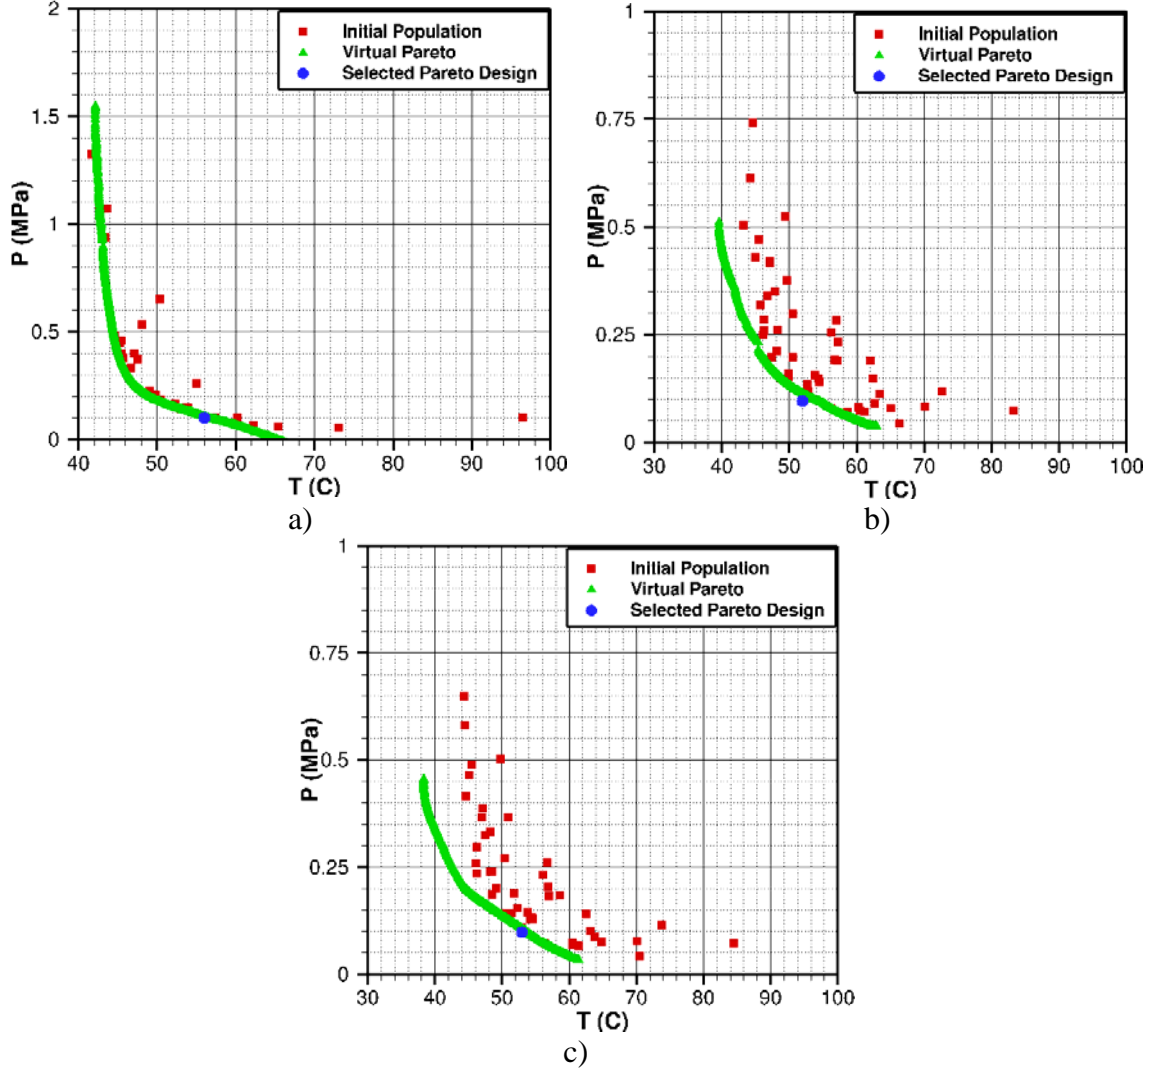 2
1.5
1
0.5
0
P (MPa)
40 50 60 70 80 90 100
T (C)
Initial Population
Virtual Pareto
Selected Pareto Design
a)
1
0.75
0.5
0.25
0
P (MPa)
30 40 50 60 70 80 90 100
T (C)
Initial Population
Virtual Pareto
Selected Pareto Design
b)
1
0.75
0.5
0.25
0
P (MPa)
30 40 50 60 70 80 90 100
T (C)
Initial Population
Virtual Pareto
Selected Pareto Design
c)